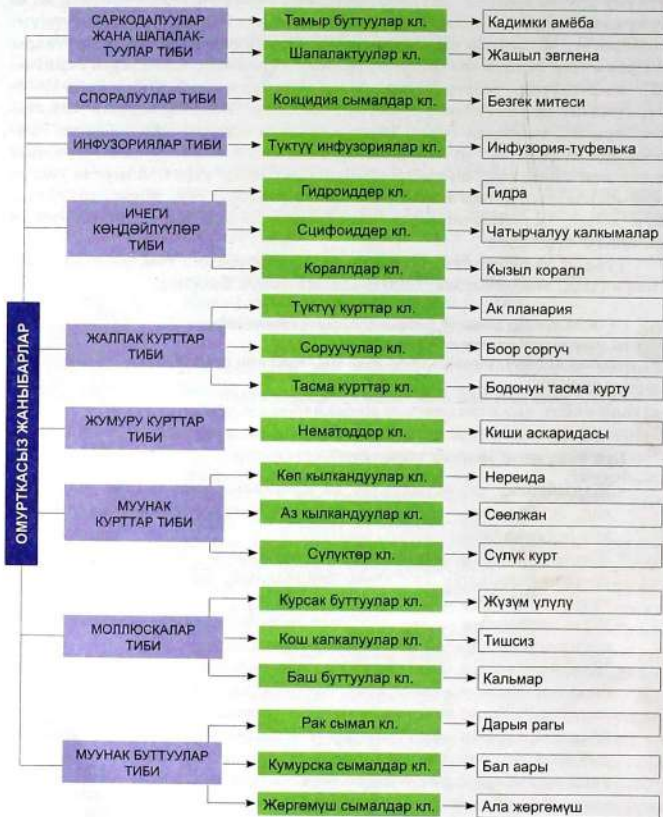 ОМУРТКАСЫЗ ЖАНЫБАРЛАР
САРКОДАЛУУЛАР
ЖАНА ШАПАЛАК-
ТУУЛАР ТИБИ
Тамыр буттуулар кл.
Кадимки амёба
Шапалактуулар кл.
Жашыл эвглена
СПОРАЛУУЛАР ТИБИ
Кокцидия сымалдар кл.
Безгек митеси
ИНФУЗОРИЯЛАР ТИБИ
Түктүү инфузориялар кл.
Инфузория-туфелька
ИЧЕГИ
КӨҢДӨЙЛҮҮЛӨР
ТИБИ
Гидроиддер кл.
Гидра
Сцифоиддер кл.
Чатырчалуу калкымалар
Кораллдар кл.
Кызыл коралл
ЖАЛПАК КУРТТАР
ТИБИ
Түктүү курттар кл.
Ак планария
Соруучулар кл.
Боор соргуч
Тасма курттар кл.
Бодонун тасма курту
ЖУМУРУ КУРТТАР
ТИБИ
Нематоддор кл.
Киши аскаридасы
МУУНАК
КУРТТАР ТИБИ
Көп кылкандуулар кл.
Нереида
Аз кылкандуулар кл.
Сөөлжан
Сүлүктөр кл.
Сүлүк курт
МОЛЛЮСКАЛАР
ТИБИ
Курсак буттуулар кл.
Жүзүм үлүлү
Кош капкалуулар кл.
Тишсиз
Баш буттуулар кл.
Кальмар
МУУНАК БУТТУУЛАР
ТИБИ
Рак сымал кл.
Дарыя рагы
Кумурска сымалдар кл.
Бал аары
Жөргөмүш сымалдар кл.
Ала жөргөмүш